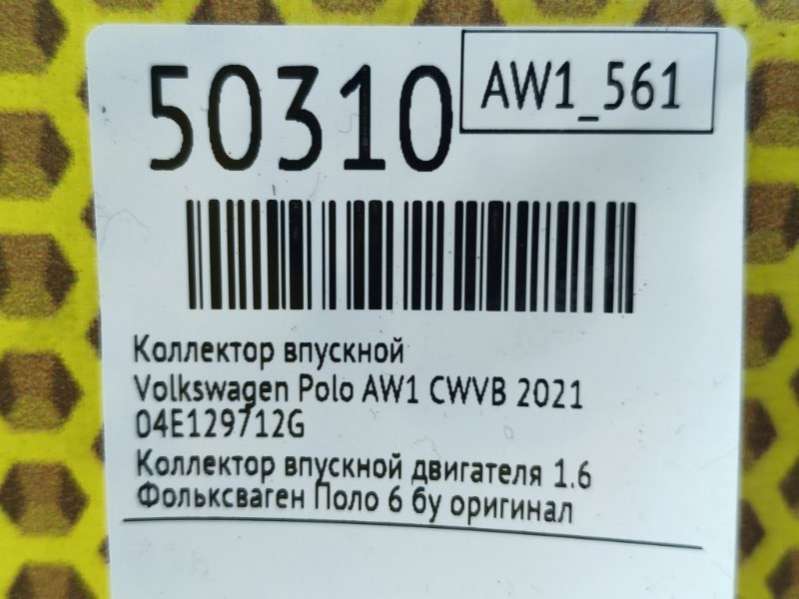 50310
AW1_561
Коллектор впускной
Volkswagen Polo AW1 CWVB 2021
04E129712G
Коллектор впускной двигателя 1.6
Фольксваген Поло 6 бу оригинал